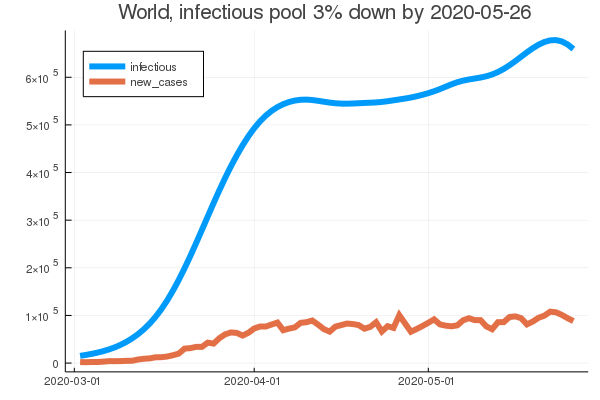 World, infectious pool 3% down by 2020-05-26
infectious
new_cases
6×10 5
5×10 5
4×10 5
3×10 5
2×10 5
1×10 5
0
2020-03-01 2020-04-01 2020-05-01